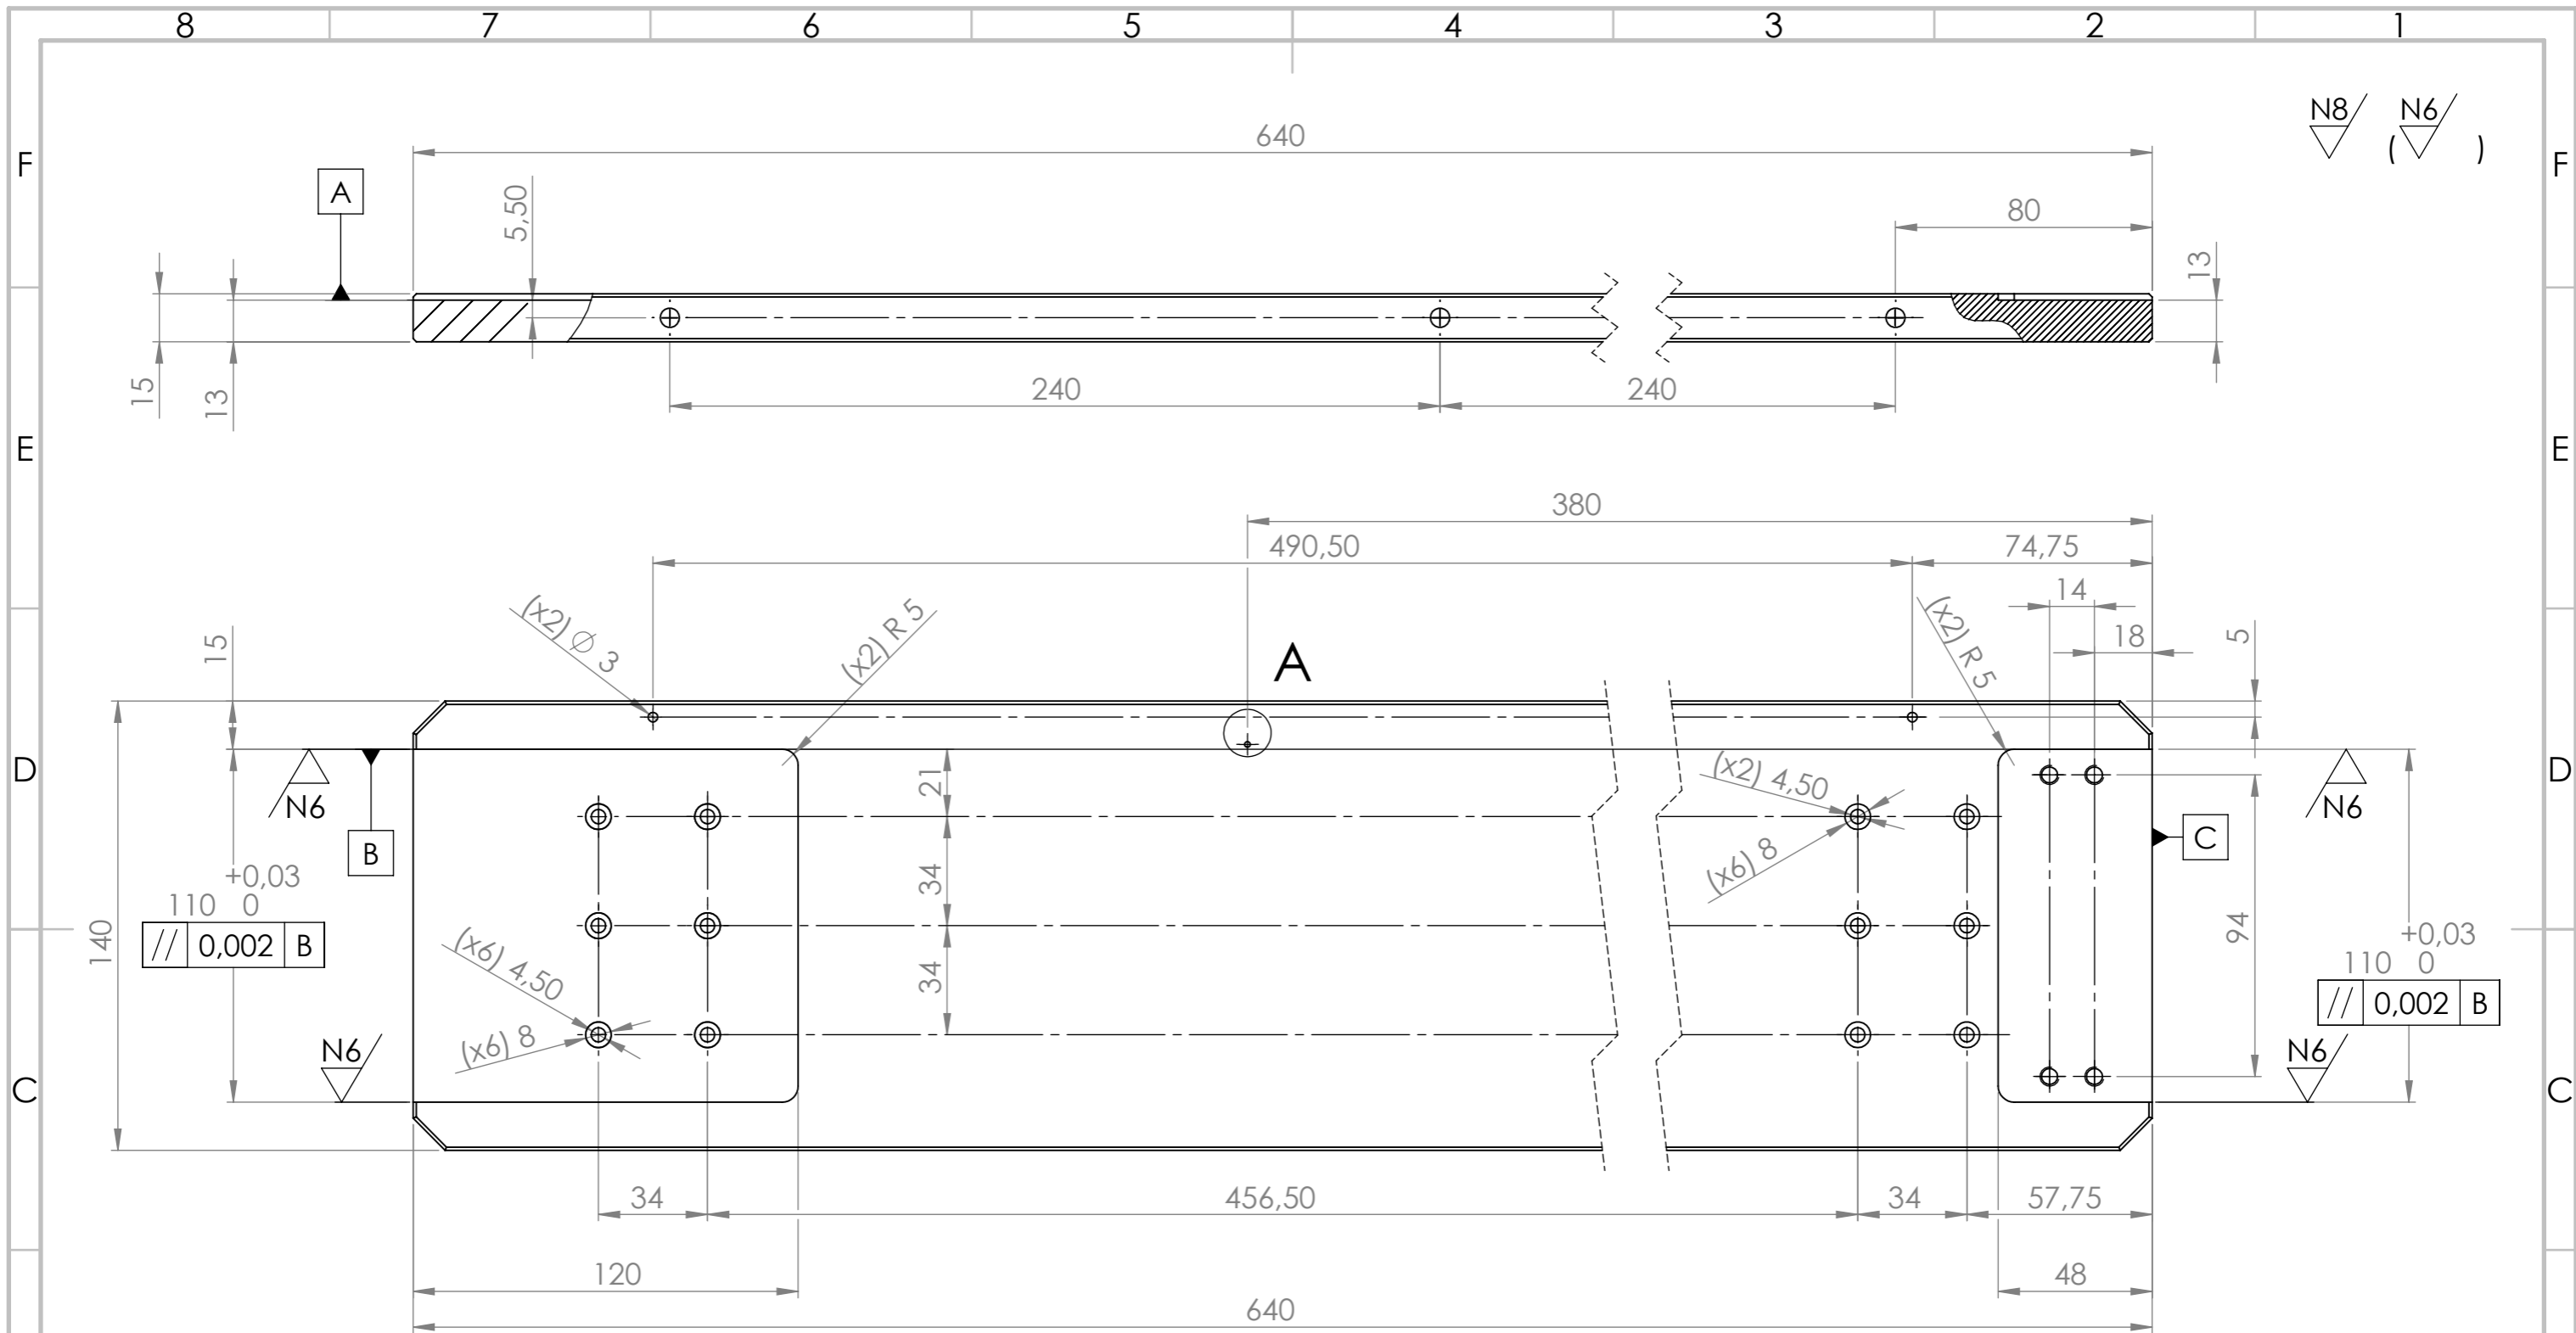 8 7 6 5 4 3 2 1
N8 N6
( )
F 640 F
A
5,50 80
13
15 13 240 240
E E
380
490,50 74,75
14
(x2) ∅ 3 (x2) R 5 (x2) R 5 18 5
15 A
D 21 (x2) 4,50 D
N6 N6
B C
(x6) 8
+0,03
110 0 34
// 0,002 B
140 94
+0,03
110 0
(x6) 4,50 34 // 0,002 B
(x6) 8
N6 N6
C C
34 456,50 34 57,75
120 48
640